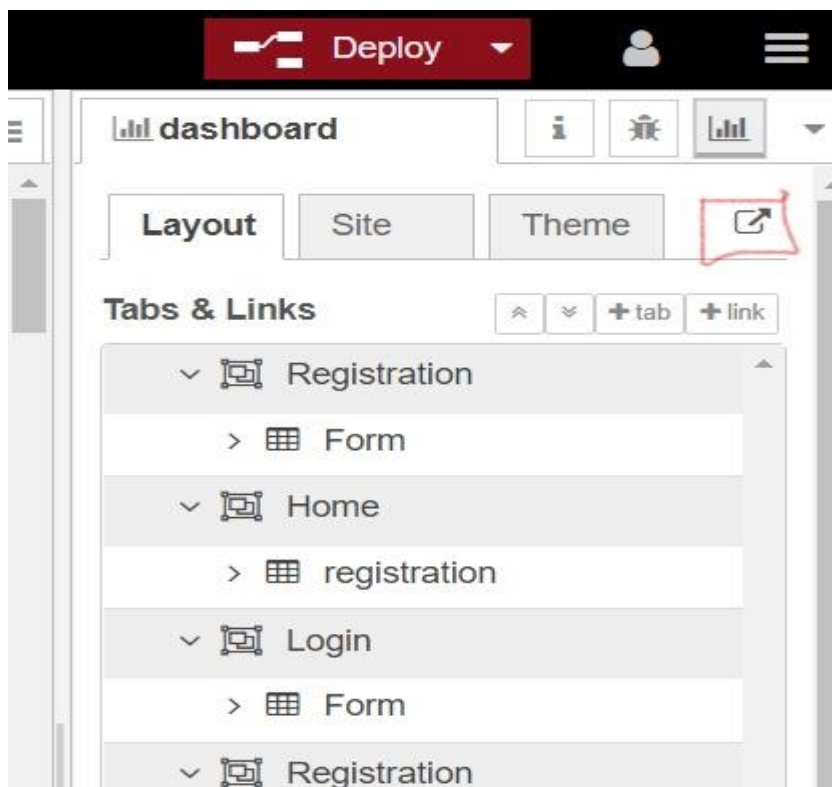 Deploy
dashboard
Layout Site Theme
Tabs & Links
+ tab + link
Registration
Form
Home
registration
Login
Form
Registration